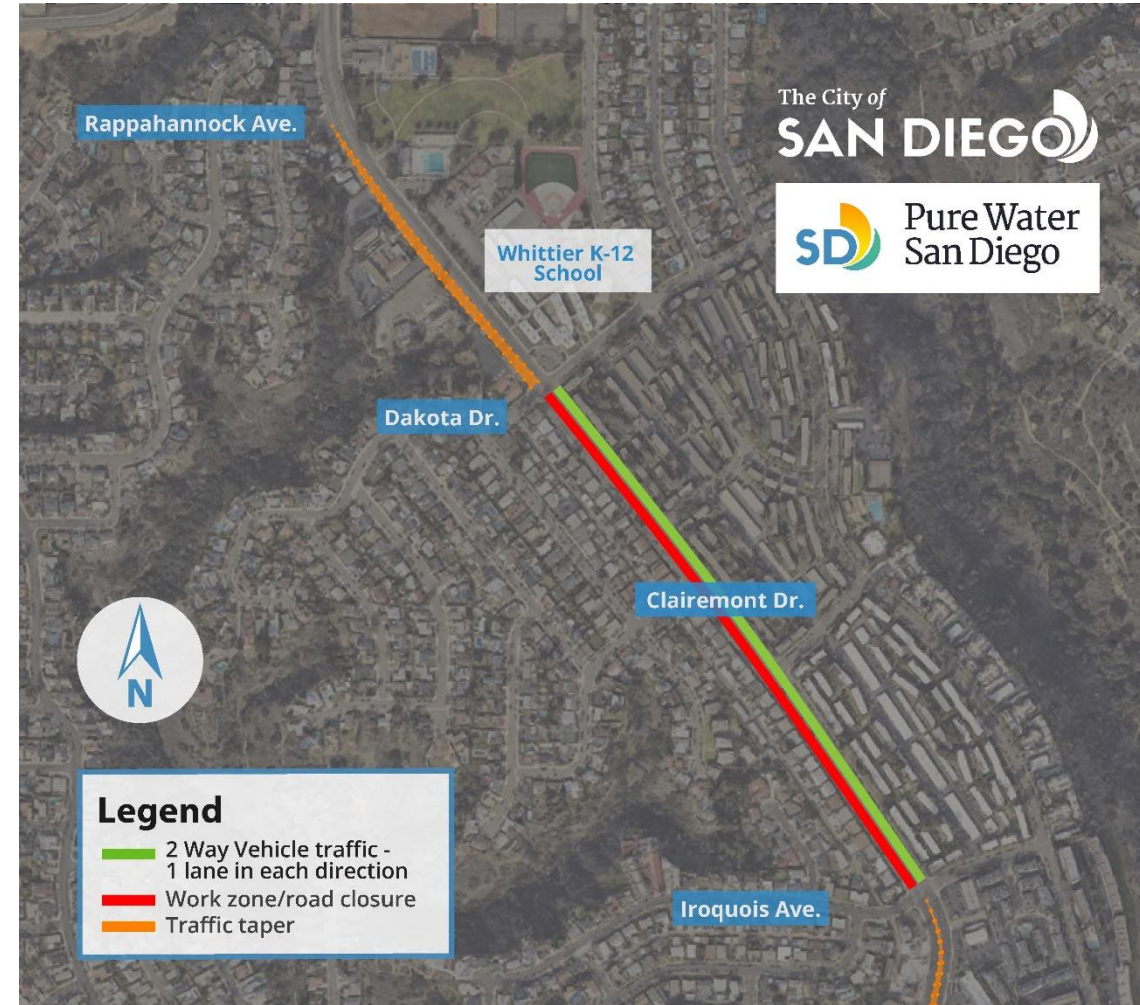 The City of
SAN DIEGO
SD
Pure Water
San Diego
Rappahannock Ave.
Whittier K-12
School
Dakota Dr.
Clairemont Dr.
N
Legend
2 Way Vehicle traffic -
1 lane in each direction
Work zone/road closure
Traffic taper
Iroquois Ave.